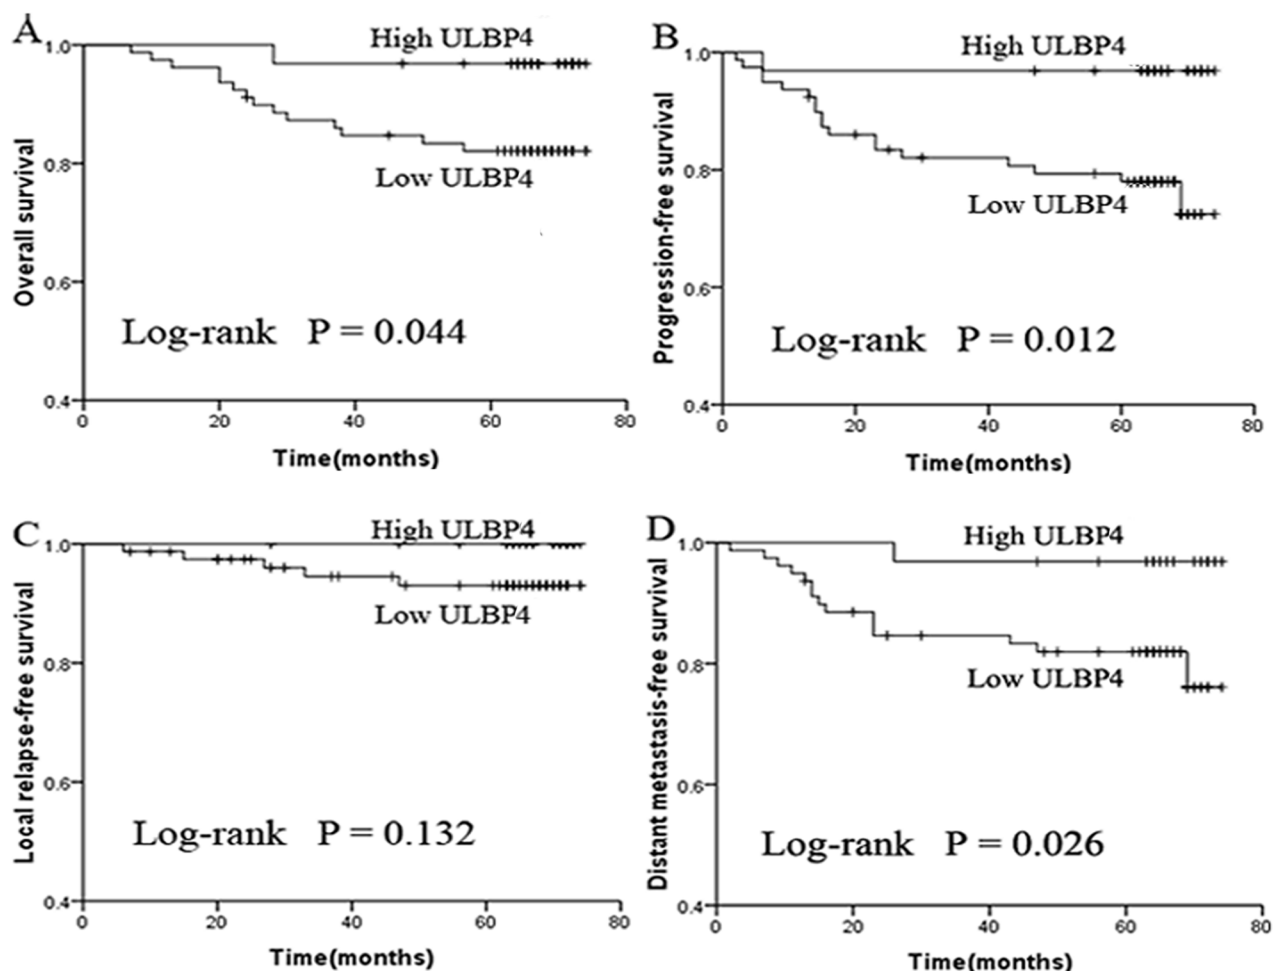 A
High ULBP4
1.0
0.8
0.6
0.4
Overall survival
Low ULBP4
Log-rank P = 0.044
0 20 40 60 80
Time(months)
B
High ULBP4
1.0
0.8
0.6
0.4
Progression-free survival
Low ULBP4
Log-rank P = 0.012
0 20 40 60 80
Time(months)
C
High ULBP4
1.0
0.8
0.6
0.4
Local relapse-free survival
Low ULBP4
Log-rank P = 0.132
0 20 40 60 80
Time(months)
D
High ULBP4
1.0
0.8
0.6
0.4
Distant metastasis-free survival
Low ULBP4
Log-rank P = 0.026
0 20 40 60 80
Time(months)